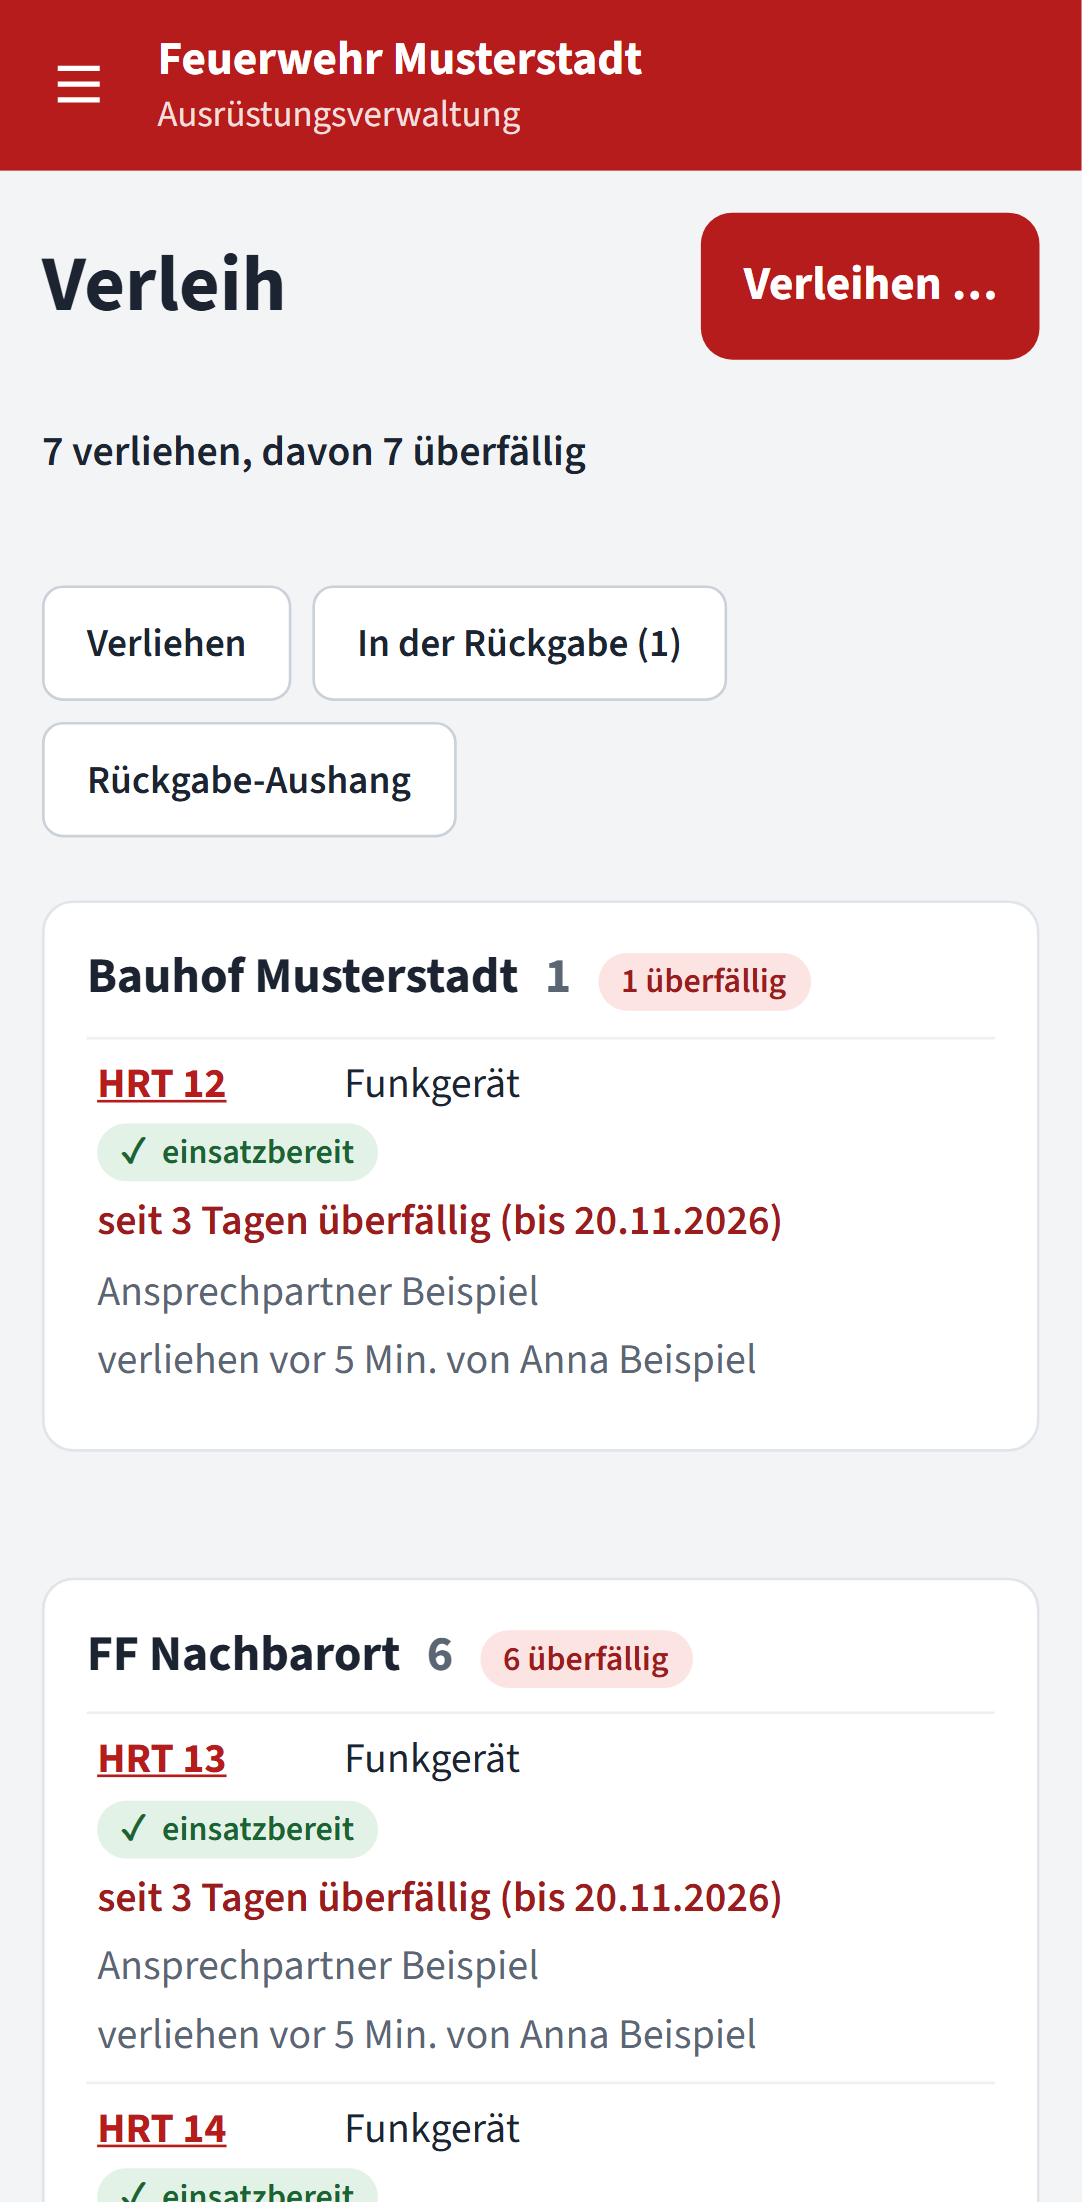 Feuerwehr Musterstadt
Ausrüstungsverwaltung
Verleih
Verleihen …
7 verliehen, davon 7 überfällig
Verliehen
In der Rückgabe (1)
Rückgabe-Aushang
Bauhof Musterstadt 1 1 überfällig
HRT 12 Funkgerät
✓ einsatzbereit
seit 3 Tagen überfällig (bis 20.11.2026)
Ansprechpartner Beispiel
verliehen vor 5 Min. von Anna Beispiel
FF Nachbarort 6 6 überfällig
HRT 13 Funkgerät
✓ einsatzbereit
seit 3 Tagen überfällig (bis 20.11.2026)
Ansprechpartner Beispiel
verliehen vor 5 Min. von Anna Beispiel
HRT 14 Funkgerät
✓ einsatzbereit